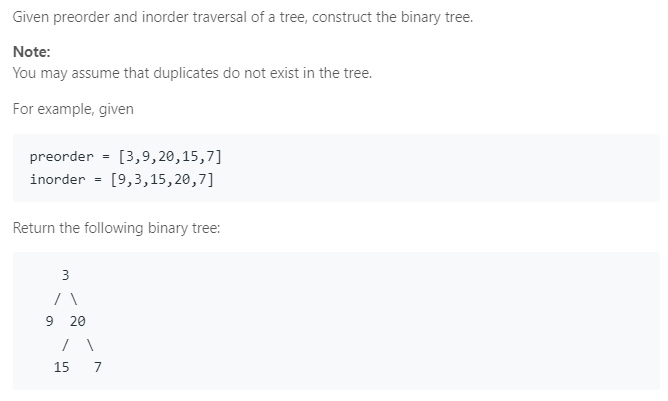 Given preorder and inorder traversal of a tree, construct the binary tree.
Note:
You may assume that duplicates do not exist in the tree.
For example, given
preorder = [3,9,20,15,7]
inorder = [9,3,15,20,7]
Return the following binary tree:
    3
   / \
  9  20
    /  \
   15   7